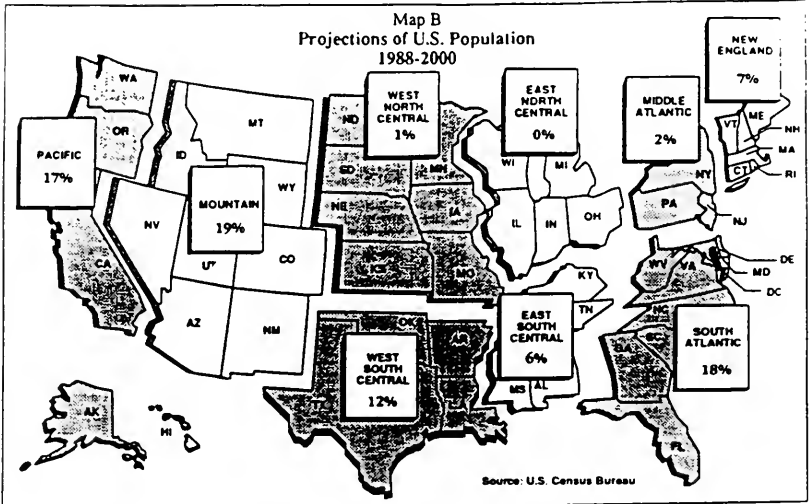 Map B
Projections of U.S. Population
1988-2000
NEW
ENGLAND
7%
WEST
NORTH
CENTRAL
1%
EAST
NORTH
CENTRAL
0%
MIDDLE
ATLANTIC
2%
PACIFIC
17%
MOUNTAIN
19%
WEST
SOUTH
CENTRAL
12%
EAST
SOUTH
CENTRAL
6%
SOUTH
ATLANTIC
18%
WA
OR
CA
AK
HI
ID
MT
WY
NV
UT
CO
AZ
NM
ND
SD
NE
KS
MN
IA
MO
OK
AR
WI
MI
IL
IN
OH
KY
TN
MS
AL
NY
PA
NJ
VT
ME
NH
MA
RI
CT
DE
MD
DC
WV
VA
NC
SC
GA
FL
Source: U.S. Census Bureau